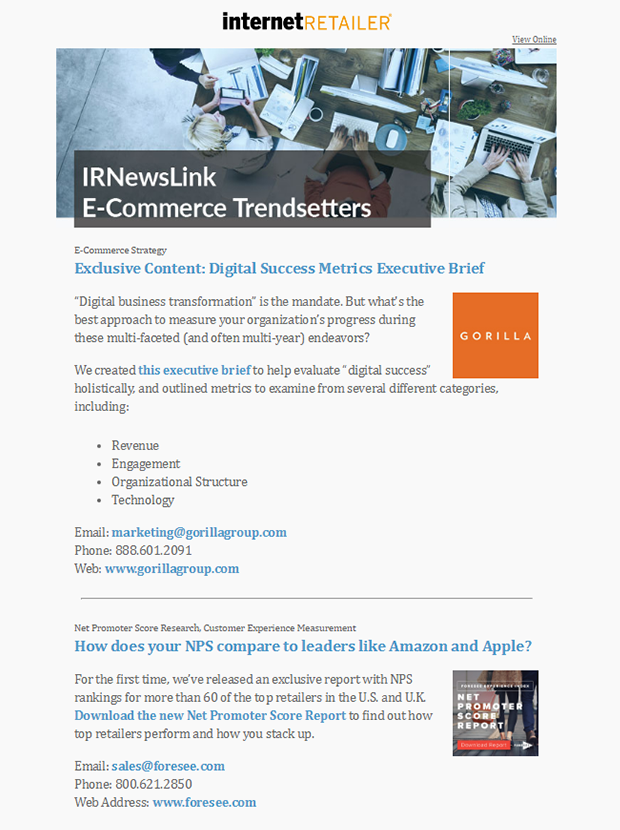 internetRETAILER
View Online
IRNewsLink
E-Commerce Trendsetters
E-Commerce Strategy
Exclusive Content: Digital Success Metrics Executive Brief
“Digital business transformation” is the mandate. But what’s the
best approach to measure your organization’s progress during
these multi-faceted (and often multi-year) endeavors?
GORILLA
We created this executive brief to help evaluate “digital success”
holistically, and outlined metrics to examine from several different categories,
including:
• Revenue
• Engagement
• Organizational Structure
• Technology
Email: marketing@gorillagroup.com
Phone: 888.601.2091
Web: www.gorillagroup.com
Net Promoter Score Research, Customer Experience Measurement
How does your NPS compare to leaders like Amazon and Apple?
For the first time, we’ve released an exclusive report with NPS
rankings for more than 60 of the top retailers in the U.S. and U.K.
Download the new Net Promoter Score Report to find out how
top retailers perform and how you stack up.
FORESEE EXPERIENCE INDEX
NET
PROMOTER
SCORE
REPORT
Download Report
Email: sales@foresee.com
Phone: 800.621.2850
Web Address: www.foresee.com